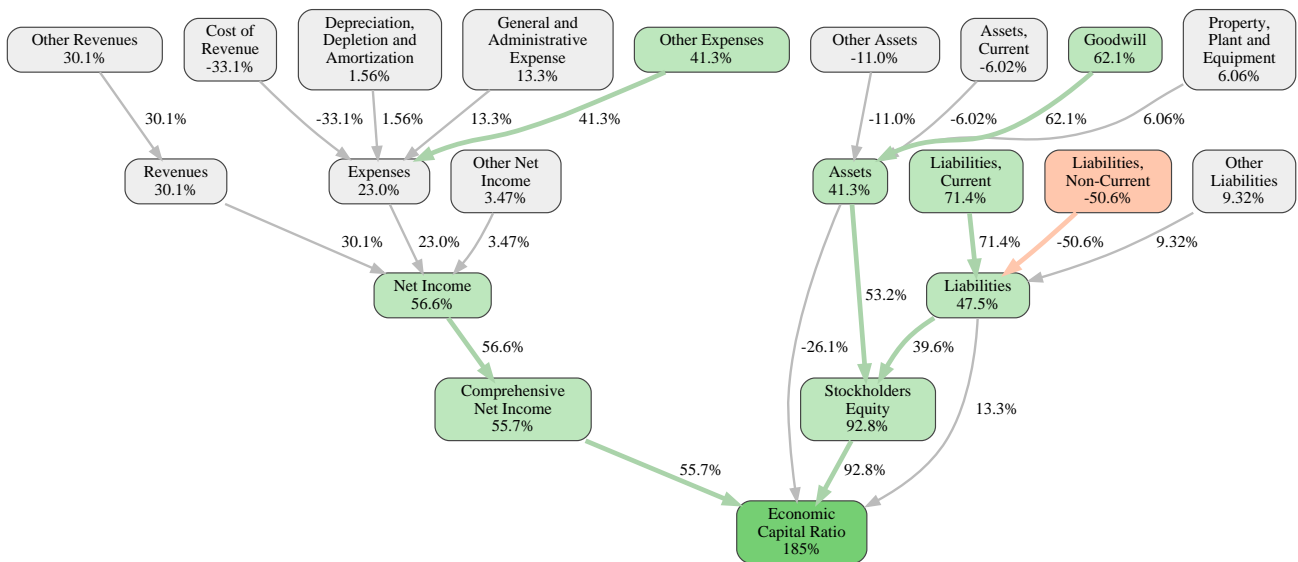 Other Revenues
30.1%
Cost of
Revenue
-33.1%
Depreciation,
Depletion and
Amortization
1.56%
General and
Administrative
Expense
13.3%
Other Expenses
41.3%
Other Assets
-11.0%
Assets,
Current
-6.02%
Goodwill
62.1%
Property,
Plant and
Equipment
6.06%
30.1%
-33.1%
1.56%
13.3%
41.3%
-11.0%
-6.02%
62.1%
6.06%
Revenues
30.1%
Expenses
23.0%
Other Net
Income
3.47%
Assets
41.3%
Liabilities,
Current
71.4%
Liabilities,
Non-Current
-50.6%
Other
Liabilities
9.32%
30.1%
23.0%
3.47%
71.4%
-50.6%
9.32%
Net Income
56.6%
53.2%
Liabilities
47.5%
56.6%
-26.1%
39.6%
Comprehensive
Net Income
55.7%
Stockholders
Equity
92.8%
13.3%
55.7%
92.8%
Economic
Capital Ratio
185%